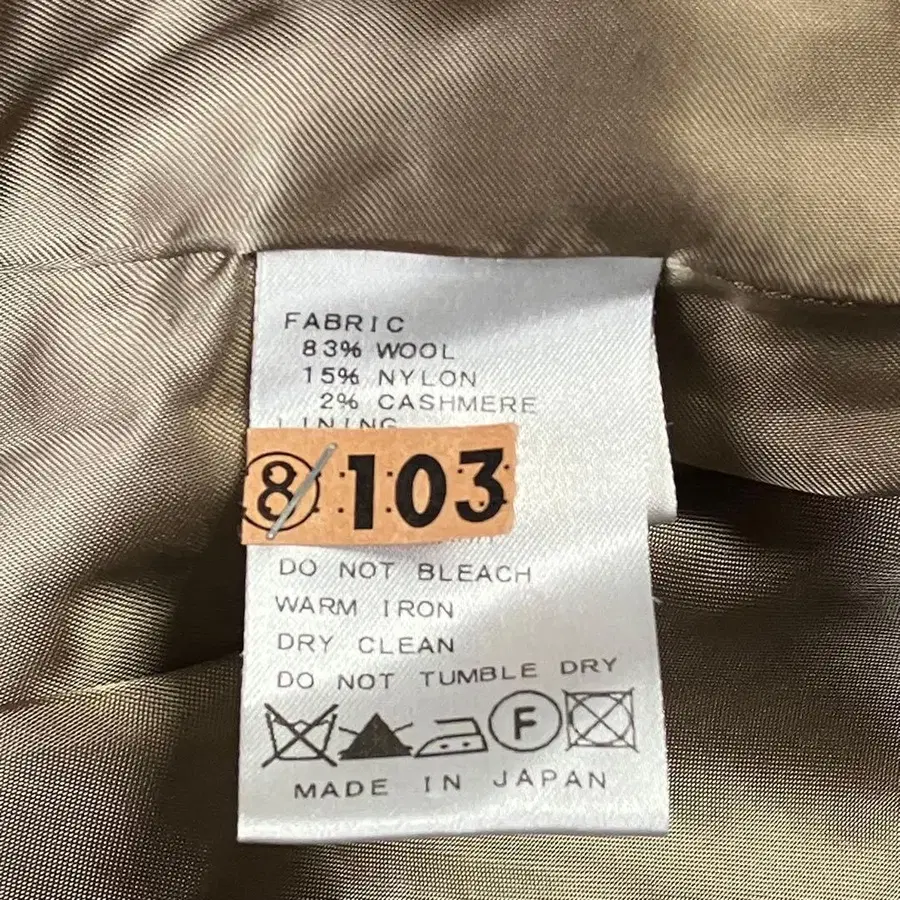 FABRIC
83% WOOL
15% NYLON
2% CASHMERE
LINING
8 103
DO NOT BLEACH
WARM IRON
DRY CLEAN
DO NOT TUMBLE DRY
F
MADE IN JAPAN